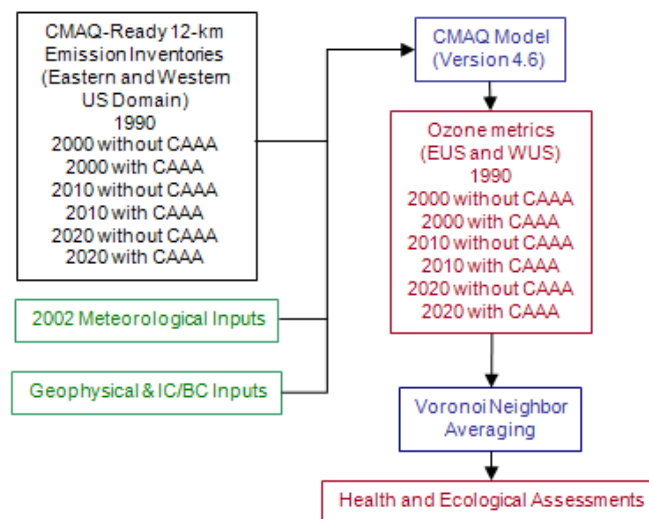 CMAQ-Ready 12-km
Emission Inventories
(Eastern and Western
US Domain)
1990
2000 without CAAA
2000 with CAAA
2010 without CAAA
2010 with CAAA
2020 without CAAA
2020 with CAAA
2002 Meteorological Inputs
Geophysical & IC/BC Inputs
CMAQ Model
(Version 4.6)
Ozone metrics
(EUS and WUS)
1990
2000 without CAAA
2000 with CAAA
2010 without CAAA
2010 with CAAA
2020 without CAAA
2020 with CAAA
Voronoi Neighbor
Averaging
Health and Ecological Assessments